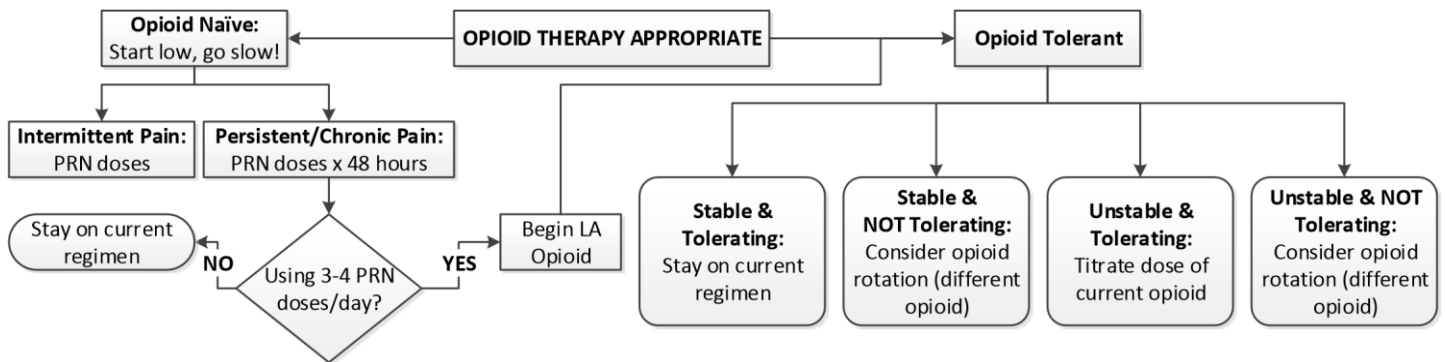 Opioid Naïve:
Start low, go slow!
OPIOID THERAPY APPROPRIATE
Opioid Tolerant
Intermittent Pain:
PRN doses
Persistent/Chronic Pain:
PRN doses x 48 hours
Stay on current
regimen
NO
Using 3-4 PRN
doses/day?
YES
Begin LA
Opioid
Stable &
Tolerating:
Stay on current
regimen
Stable &
NOT Tolerating:
Consider opioid
rotation (different
opioid)
Unstable &
Tolerating:
Titrate dose of
current opioid
Unstable & NOT
Tolerating:
Consider opioid
rotation (different
opioid)